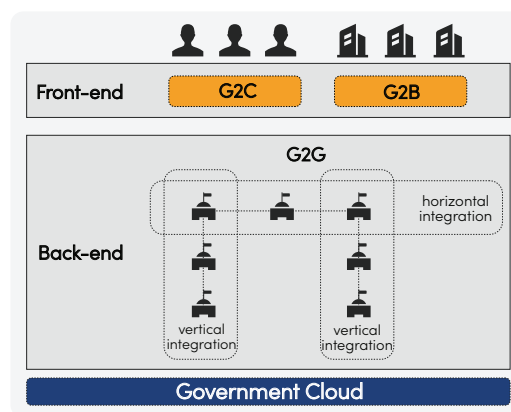 Front-end
G2C
G2B
G2G
horizontal
integration
Back-end
vertical
integration
vertical
integration
Government Cloud